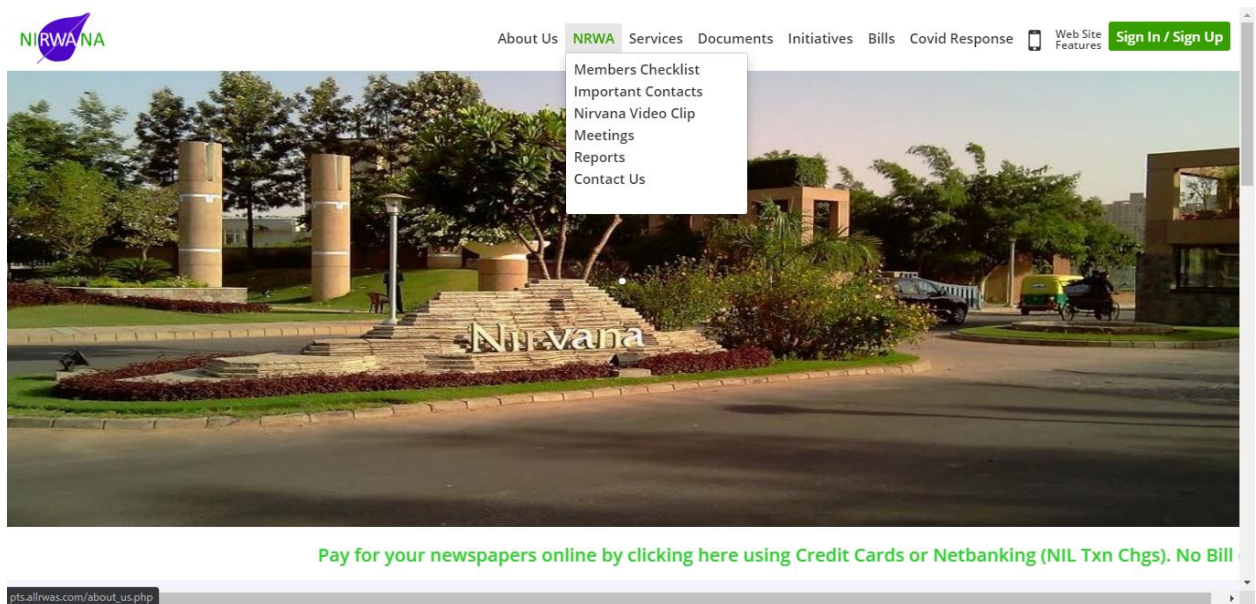 NIRWANA
About Us NRWA Services Documents Initiatives Bills Covid Response Web Site Features Sign In / Sign Up
Members Checklist
Important Contacts
Nirvana Video Clip
Meetings
Reports
Contact Us
Nirvana
Pay for your newspapers online by clicking here using Credit Cards or Netbanking (NIL Txn Chgs). No Bill
pts.allrwas.com/about_us.php